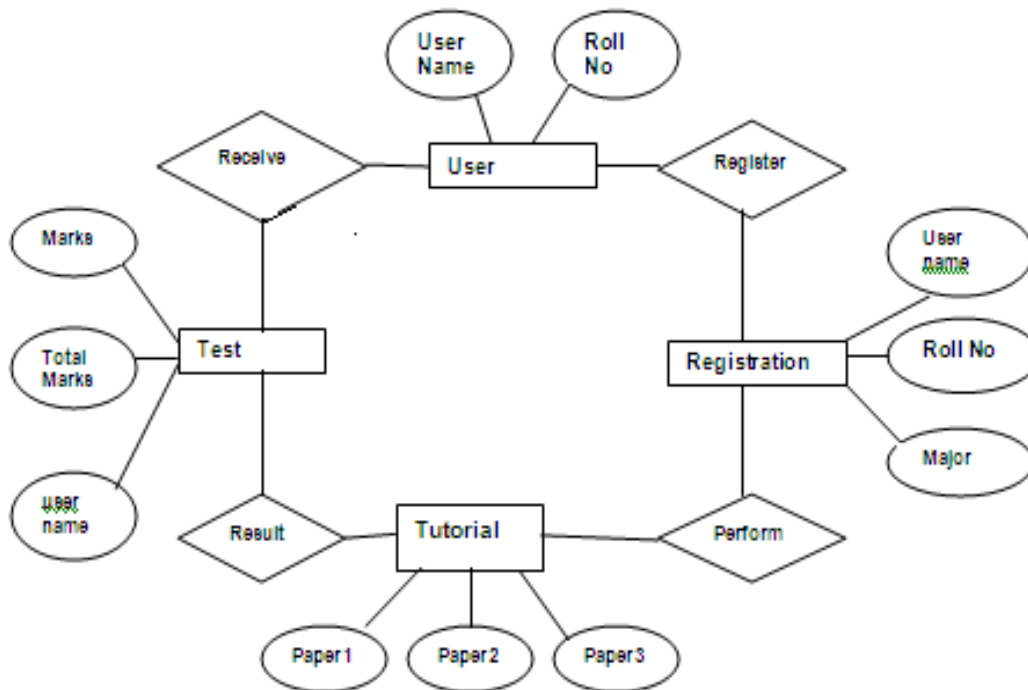 User
Name
Roll
No
Receive
User
Register
Marks
User
name
Test
Total
Marks
Registration
Roll No
Major
user
name
Result
Tutorial
Perform
Paper1
Paper2
Paper3